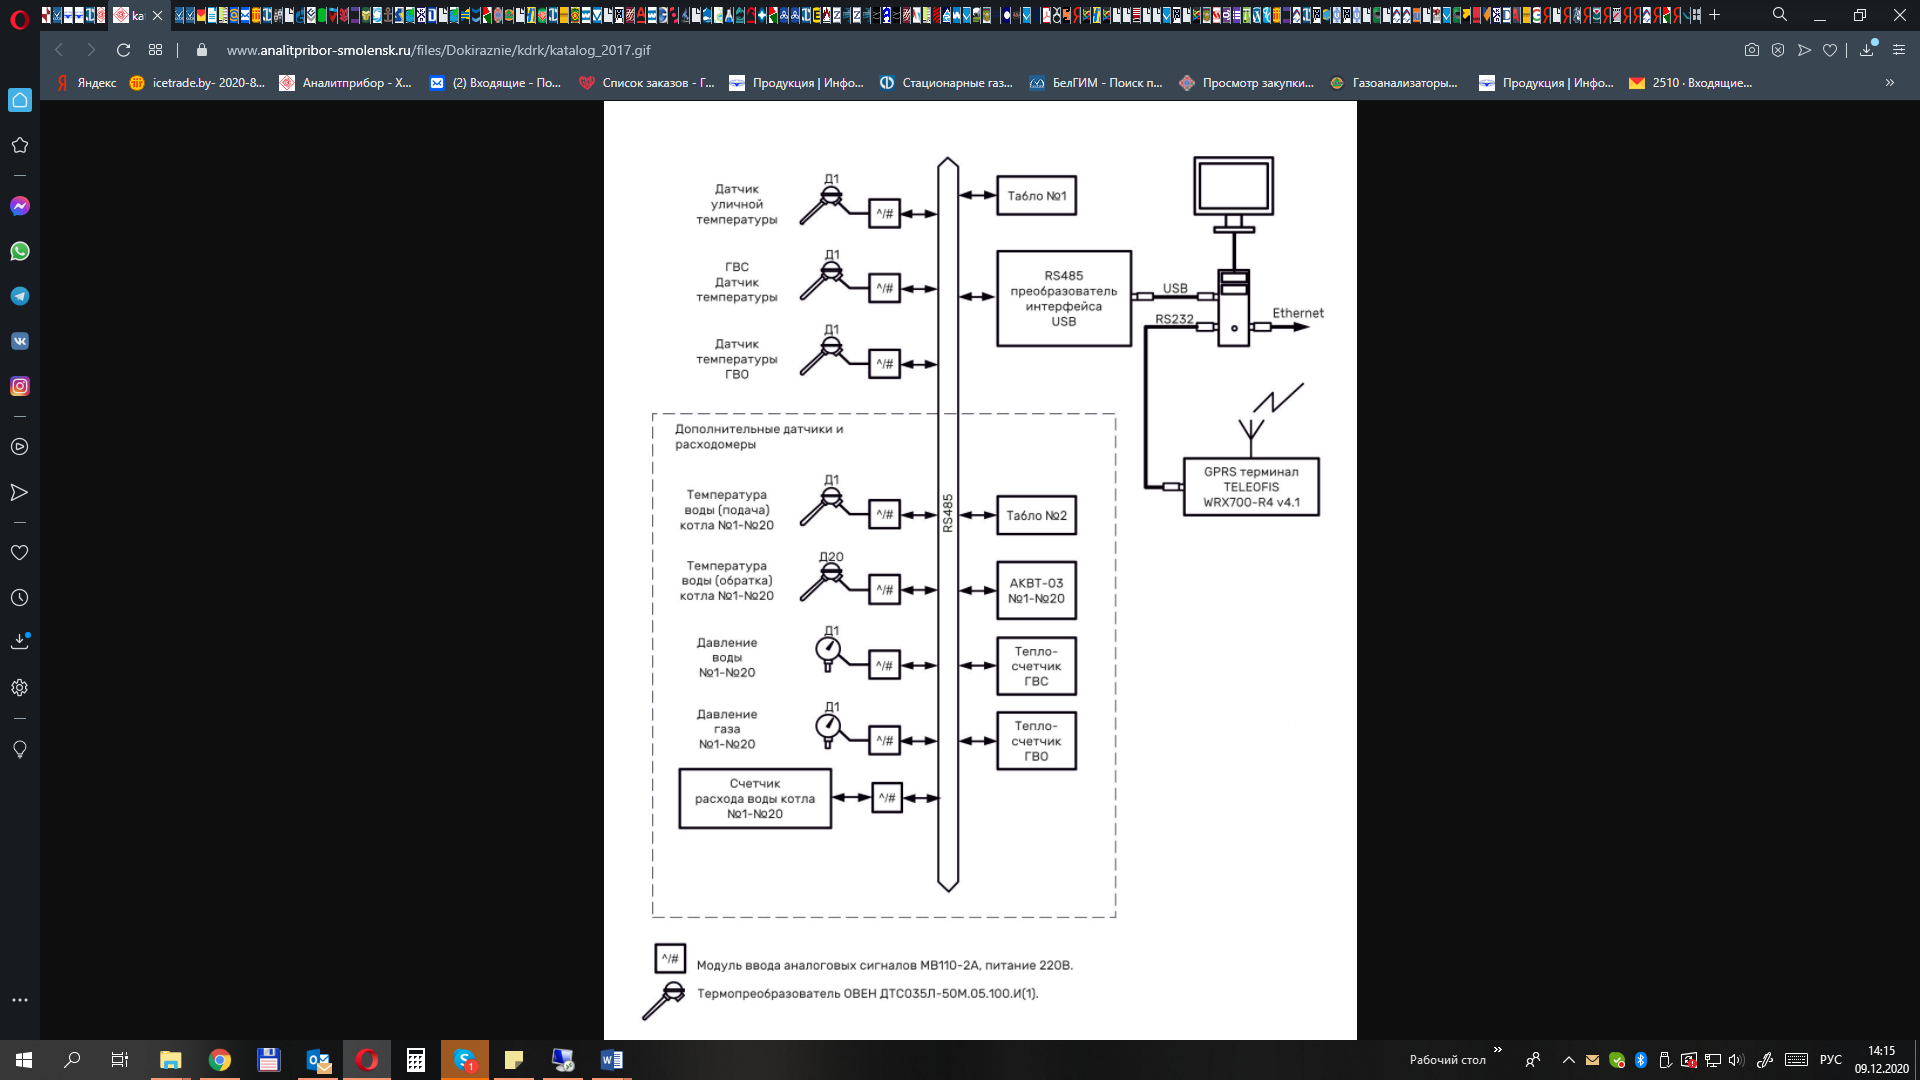 ka
www.analitpribor-smolensk.ru/files/Dokiraznie/kdrk/katalog_2017.gif
Яндекс
icetrade.by- 2020-8...
Аналитприбор - Х...
(2) Входящие - По...
Список заказов - Г...
Продукция | Инфо...
Стационарные газ...
БелГИМ - Поиск п...
Просмотр закупки...
Газоанализаторы...
Продукция | Инфо...
2510 · Входящие...
Датчик
уличной
температуры
Д1
^/#
Табло №1
ГВС
Датчик
температуры
Д1
^/#
RS485
преобразователь
интерфейса
USB
USB
RS232
Ethernet
Датчик
температуры
ГВО
Д1
^/#
Дополнительные датчики и
расходомеры
GPRS терминал
TELEOFIS
WRX700-R4 v4.1
Температура
воды (подача)
котла №1-№20
Д1
^/#
RS485
Табло №2
Температура
воды (обратка)
котла №1-№20
Д20
^/#
АКВТ-03
№1-№20
Давление
воды
№1-№20
Д1
^/#
Тепло-
счетчик
ГВС
Давление
газа
№1-№20
Д1
^/#
Тепло-
счетчик
ГВО
Счетчик
расхода воды котла
№1-№20
^/#
^/#
Модуль ввода аналоговых сигналов МВ110-2А, питание 220В.
Термопреобразователь ОВЕН ДТС035Л-50М.05.100.И(1).
Рабочий стол
РУС
14:15
09.12.2020